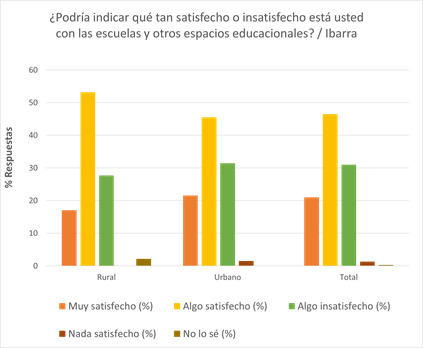 ¿Podría indicar qué tan satisfecho o insatisfecho está usted
con las escuelas y otros espacios educacionales? / Ibarra
% Respuestas
60
50
40
30
20
10
0
Rural Urbano Total
Muy satisfecho (%) Algo satisfecho (%) Algo insatisfecho (%)
Nada satisfecho (%) No lo sé (%)